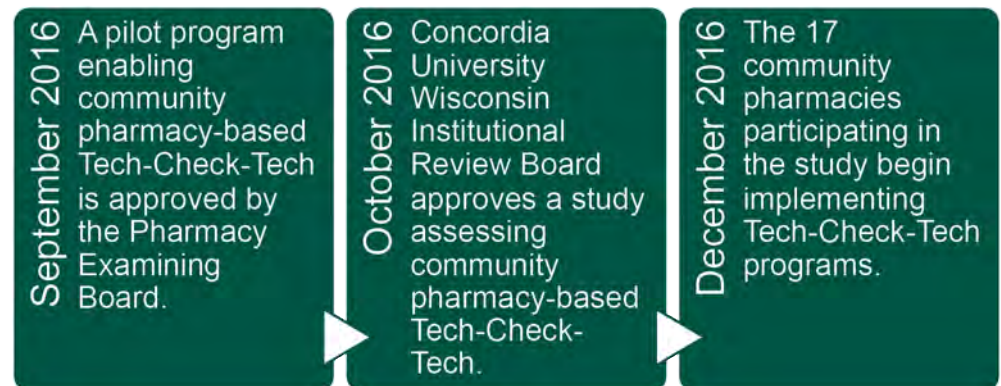 September 2016
A pilot program
enabling
community
pharmacy-based
Tech-Check-Tech
is approved by
the Pharmacy
Examining
Board.
October 2016
Concordia
University
Wisconsin
Institutional
Review Board
approves a study
assessing
community
pharmacy-based
Tech-Check-
Tech.
December 2016
The 17
community
pharmacies
participating in
the study begin
implementing
Tech-Check-Tech
programs.